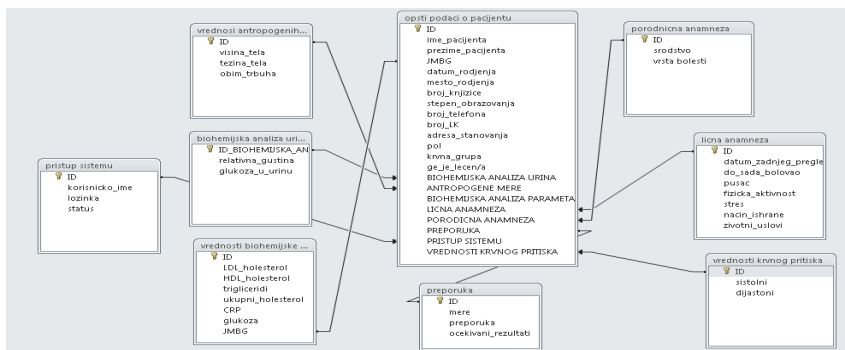 vrednosi antropogenih...
ID
visina_tela
tezina_tela
obim_trbuha
biohemijska analiza uri...
ID_BIOHEMIJSKA_AN
relativna_gustina
glukoza_u_urinu
pristup sistemu
ID
korisnicko_ime
lozinka
status
vrednosti biohemijske ...
ID
LDL_holesterol
HDL_holesterol
trigliceridi
ukupni_holesterol
CRP
glukoza
JMBG
opsti podaci o pacijentu
ID
ime_pacijenta
prezime_pacijenta
JMBG
datum_rodjenja
mesto_rodjenja
broj_knjizice
stepen_obrazovanja
broj_telefona
broj_LK
adresa_stanovanja
pol
krvna_grupa
ge_je_lecen/a
BIOHEMIJSKA ANALIZA URINA
ANTROPOGENE MERE
BIOHEMIJSKA ANALIZA PARAMETA
LICNA ANAMNEZA
PORODICNA ANAMNEZA
PREPORUKA
PRISTUP SISTEMU
VREDNOSTI KRVNOG PRITISKA
preporuka
ID
mere
preporuka
ocekivani_rezultati
porodicna anamneza
ID
srodstvo
vrsta bolesti
licna anamneza
ID
datum_zadnjeg_pregle
do_sada_bolovao
pusac
fizicka_aktivnost
stres
nacin_ishrane
zivotni_uslovi
vrednosti krvnog pritiska
ID
sistolni
dijastoni